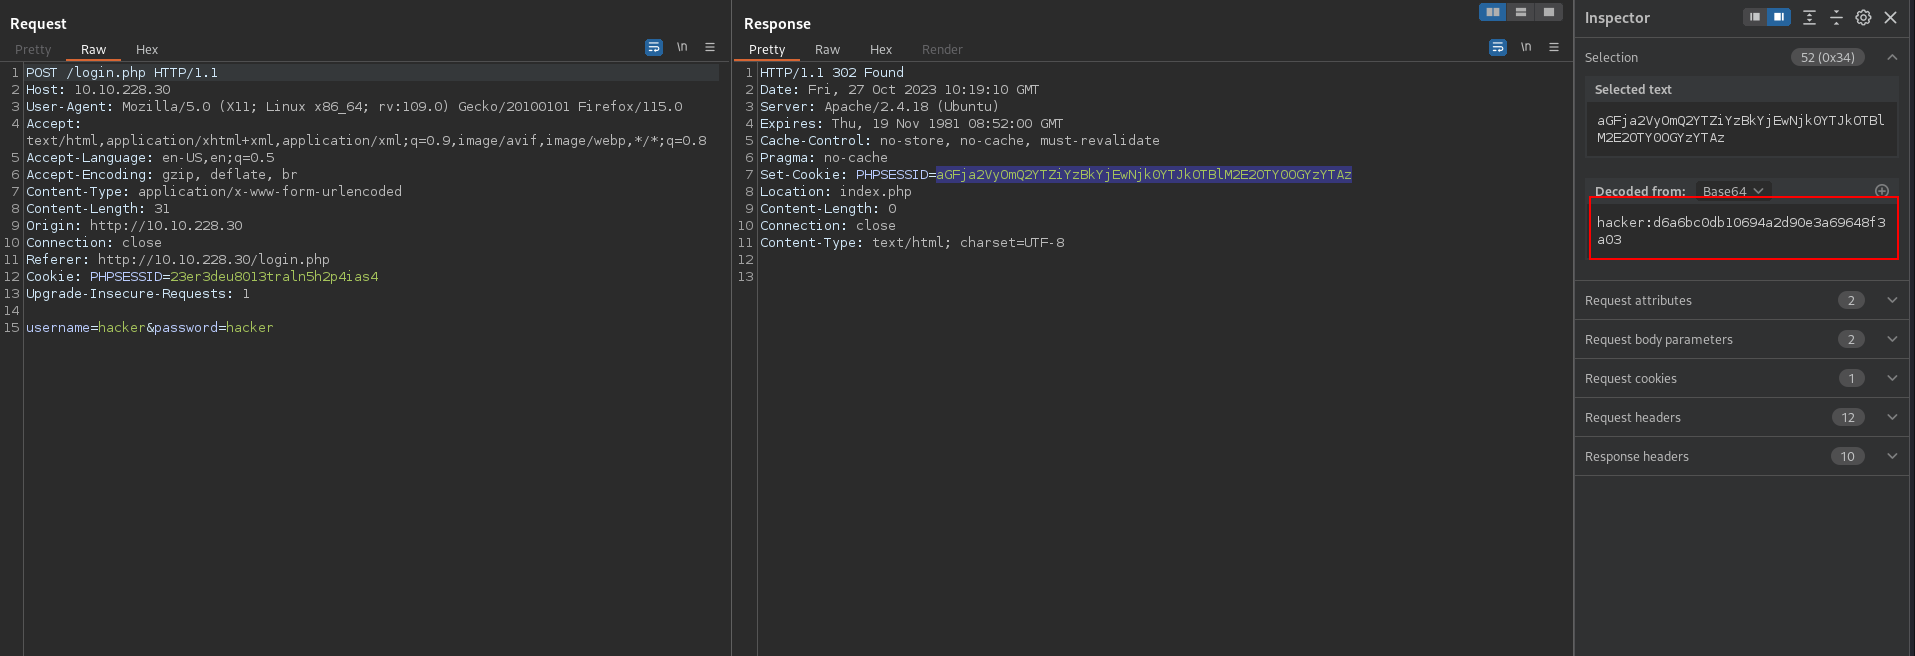 Request
Pretty Raw Hex \n
1 POST /login.php HTTP/1.1
2 Host: 10.10.228.30
3 User-Agent: Mozilla/5.0 (X11; Linux x86_64; rv:109.0) Gecko/20100101 Firefox/115.0
4 Accept:
text/html,application/xhtml+xml,application/xml;q=0.9,image/avif,image/webp,*/*;q=0.8
5 Accept-Language: en-US,en;q=0.5
6 Accept-Encoding: gzip, deflate, br
7 Content-Type: application/x-www-form-urlencoded
8 Content-Length: 31
9 Origin: http://10.10.228.30
10 Connection: close
11 Referer: http://10.10.228.30/login.php
12 Cookie: PHPSESSID=23er3deu8013traln5h2p4ias4
13 Upgrade-Insecure-Requests: 1
14
15 username=hacker&password=hacker
Response
Pretty Raw Hex Render \n
1 HTTP/1.1 302 Found
2 Date: Fri, 27 Oct 2023 10:19:10 GMT
3 Server: Apache/2.4.18 (Ubuntu)
4 Expires: Thu, 19 Nov 1981 08:52:00 GMT
5 Cache-Control: no-store, no-cache, must-revalidate
6 Pragma: no-cache
7 Set-Cookie: PHPSESSID=aGFja2VyOmQ2YTZiYzBkYjEwNjk0YTJkOTBlM2E2OTY0OGYzYTAz
8 Location: index.php
9 Content-Length: 0
10 Connection: close
11 Content-Type: text/html; charset=UTF-8
12
13
Inspector
Selection 52 (0x34)
Selected text
aGFja2VyOmQ2YTZiYzBkYjEwNjk0YTJkOTBl
M2E2OTY0OGYzYTAz
Decoded from: Base64
hacker:d6a6bc0db10694a2d90e3a69648f3
a03
Request attributes 2
Request body parameters 2
Request cookies 1
Request headers 12
Response headers 10